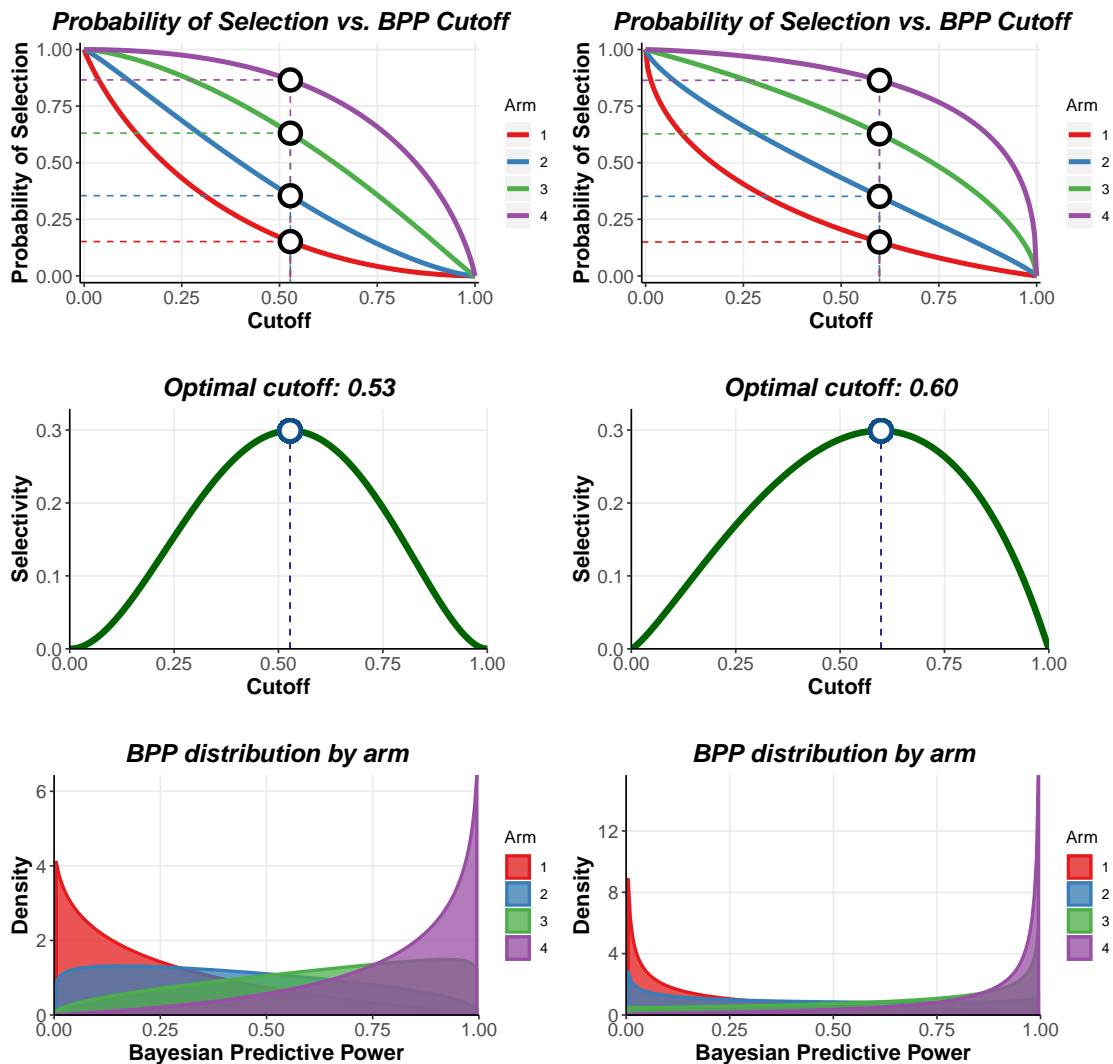 Probability of Selection vs. BPP Cutoff
Probability of Selection
1.00
0.75
0.50
0.25
0.00
0.00 0.25 0.50 0.75 1.00
Cutoff
Arm
1
2
3
4
Probability of Selection vs. BPP Cutoff
Probability of Selection
1.00
0.75
0.50
0.25
0.00
0.00 0.25 0.50 0.75 1.00
Cutoff
Arm
1
2
3
4
Optimal cutoff: 0.53
Selectivity
0.3
0.2
0.1
0.0
0.00 0.25 0.50 0.75 1.00
Cutoff
Optimal cutoff: 0.60
Selectivity
0.3
0.2
0.1
0.0
0.00 0.25 0.50 0.75 1.00
Cutoff
BPP distribution by arm
Density
6
4
2
0
0.00 0.25 0.50 0.75 1.00
Bayesian Predictive Power
Arm
1
2
3
4
BPP distribution by arm
Density
12
8
4
0
0.00 0.25 0.50 0.75 1.00
Bayesian Predictive Power
Arm
1
2
3
4